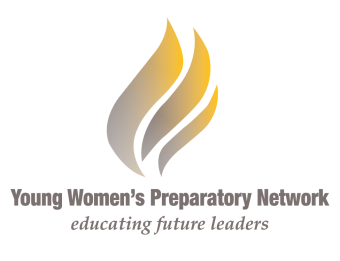 Young Women's Preparatory Network
educating future leaders